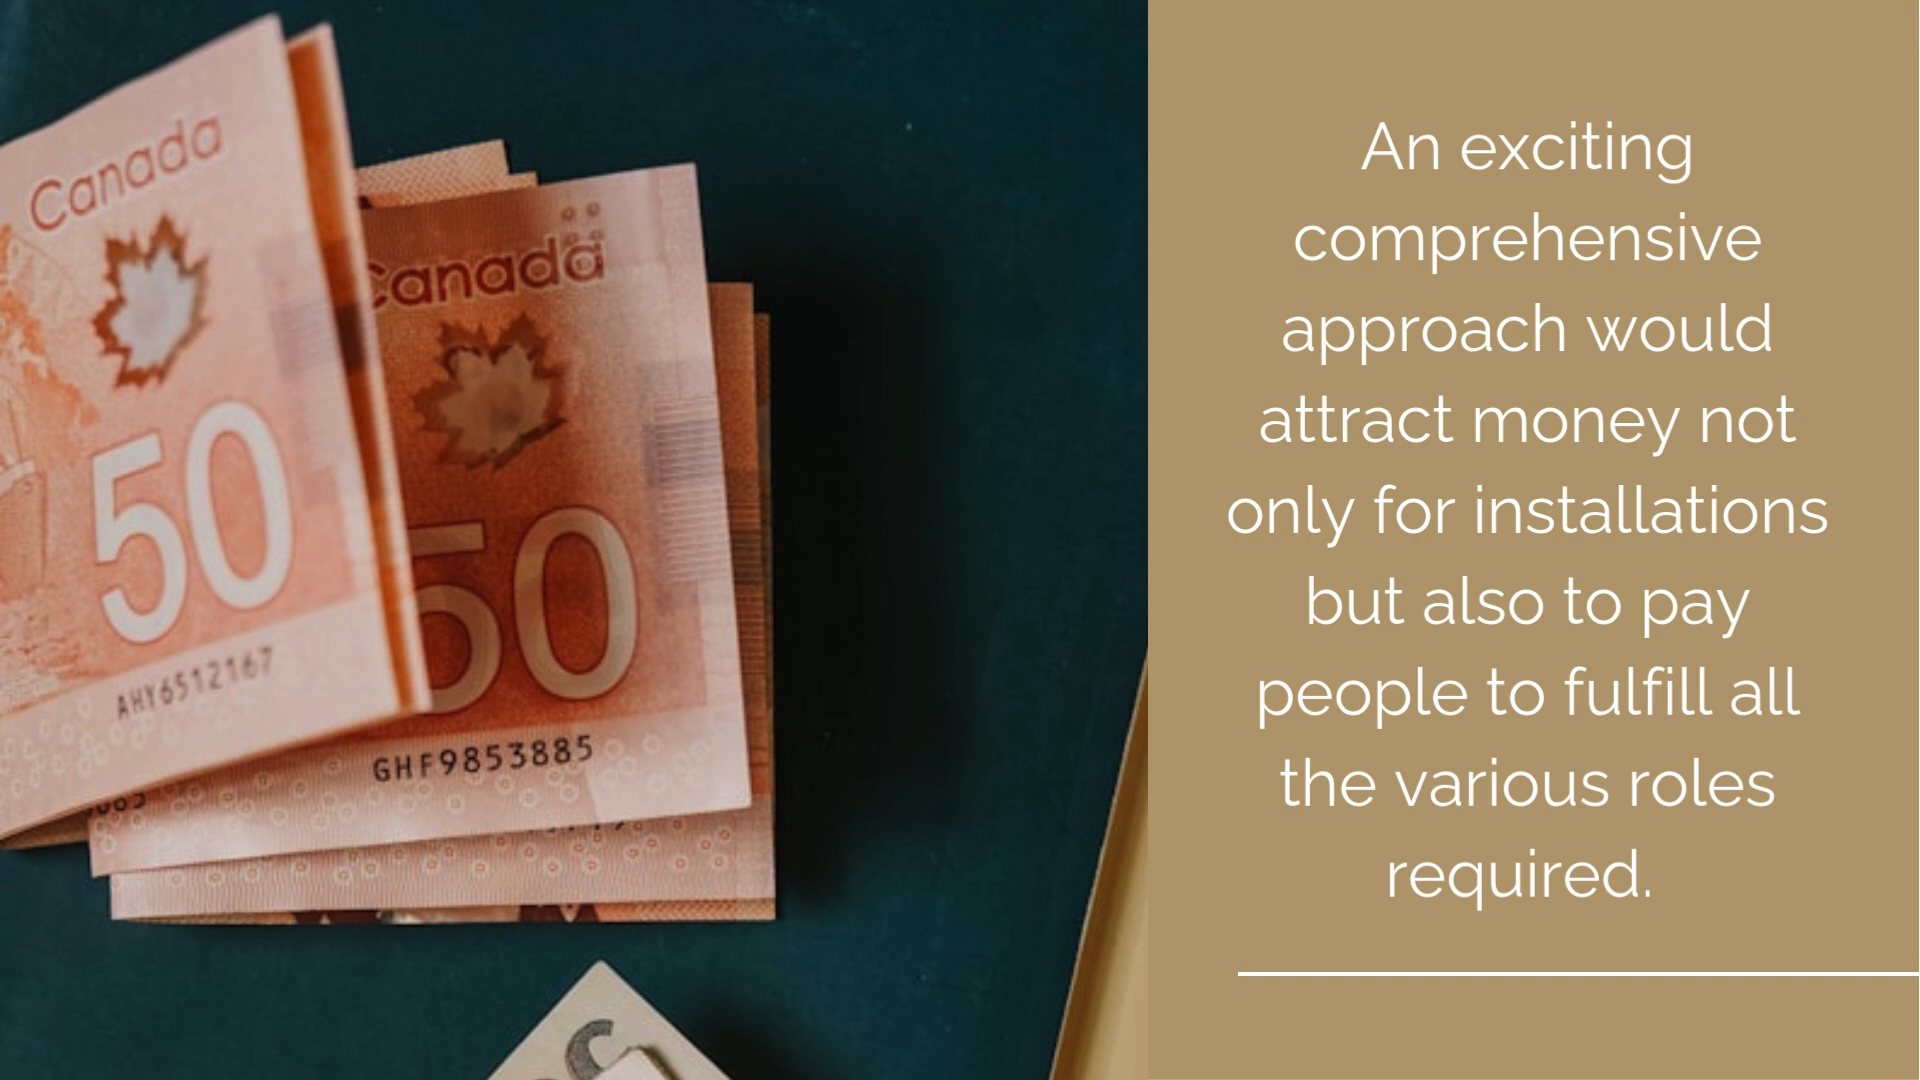 Canada
50
AHY6512167
Canada
50
GHF9853885
An exciting
comprehensive
approach would
attract money not
only for installations
but also to pay
people to fulfill all
the various roles
required.